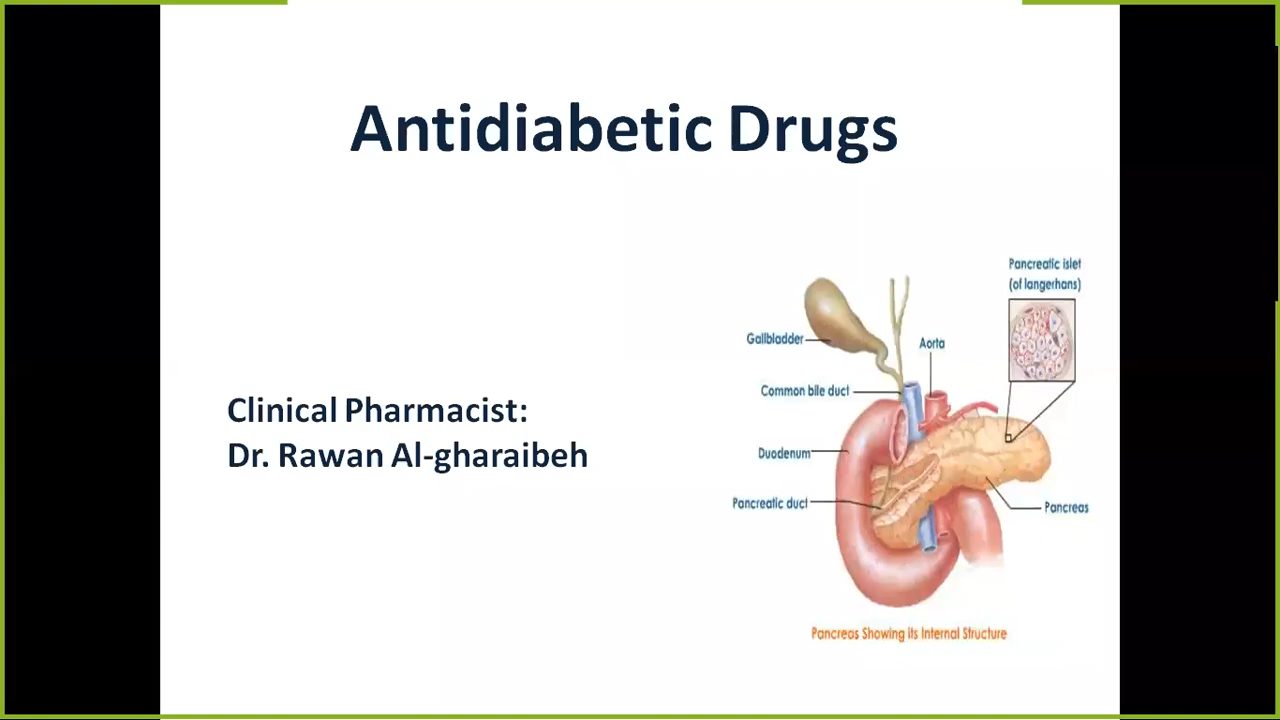 Antidiabetic Drugs
Clinical Pharmacist:
Dr. Rawan Al-gharaibeh
Pancreatic islet
(of langerhans)
Gallbladder
Aorta
Common bile duct
Duodenum
Pancreatic duct
Pancreas
Pancreas Showing its Internal Structure